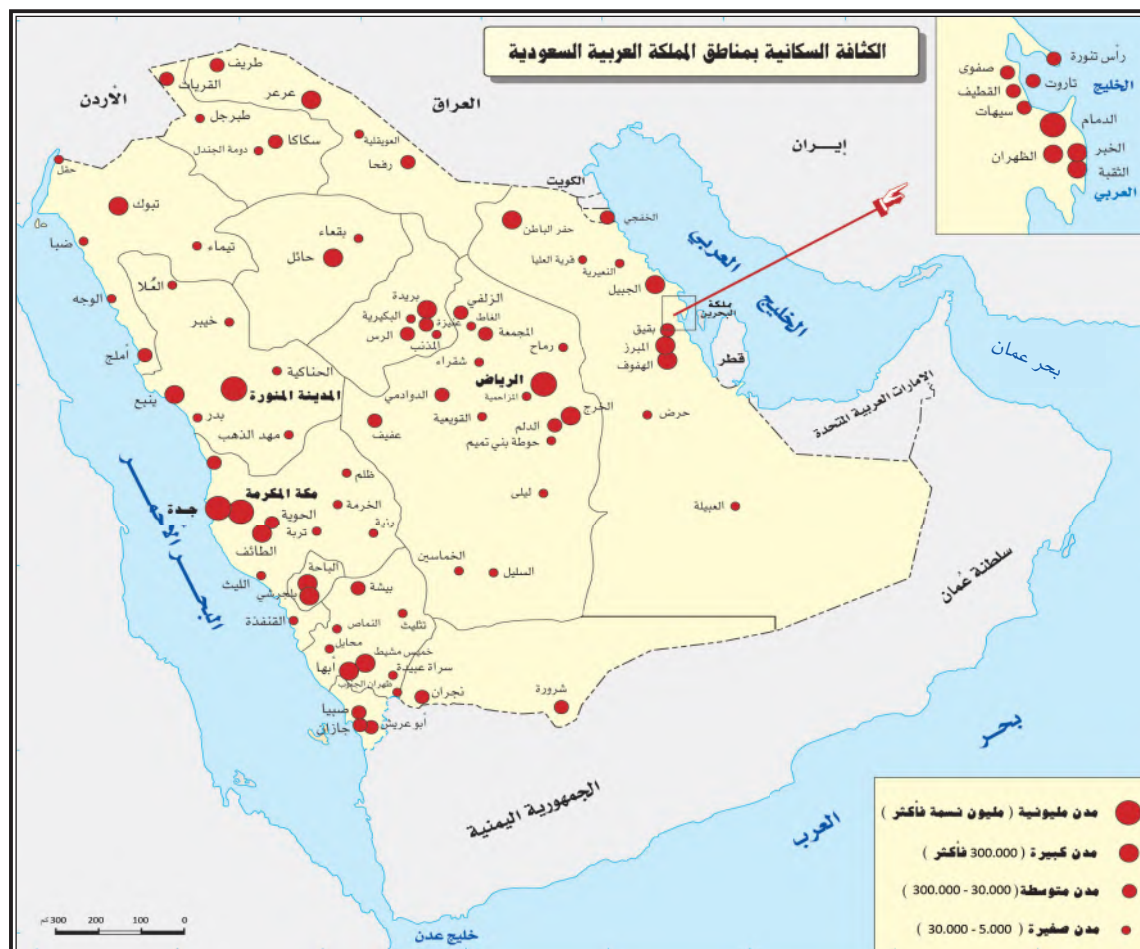 الكثافة السكانية بمناطق المملكة العربية السعودية
رأس تنورة
صفوى
الخليج
تاروت
القطيف
سيهات
الدمام
الخبر
الظهران
الثقبة
العربي
طريف
القريات
الأردن
العراق
عرعر
طبرجل
سكاكا
العويقلية
دومة الجندل
رفحا
إيران
حقل
الكويت
تبوك
حفر الباطن
الخفجي
ضبا
تيماء
بقعاء
حائل
قرية العليا
النعيرية
العربي
الخليج
العُلا
الجبيل
الوجه
خيبر
بريدة
الزلفي
البكيرية
عنيزة
الغاط
المجمعة
الرس
المذنب
مملكة البحرين
بقيق
المبرز
الهفوف
قطر
بحر عمان
أملج
الحناكية
شقراء
رماح
الرياض
المزاحمية
الامارات العربية المتحدة
ينبع
المدينة المنورة
الدوادمي
الخرج
بدر
عفيف
القويعية
الدلم
حرض
مهد الذهب
حوطة بني تميم
ظلم
مكة المكرمة
جدة
الخرمة
ليلى
العبيلة
الحوية
تربة
رنية
الطائف
البحر الأحمر
سلطنة عُمان
الليث
الباحة
بلجرشي
بيشة
الخماسين
السليل
القنفذة
النماص
تثليث
محايل
خميس مشيط
أبها
سراة عبيدة
ظهران الجنوب
نجران
شرورة
صبيا
جازان
أبو عريش
بحر
العرب
الجمهورية اليمنية
خليج عدن
مدن مليونية ( مليون نسمة فأكثر )
مدن كبيرة ( 300.000 فأكثر )
مدن متوسطة ( 30.000 - 300.000 )
مدن صغيرة ( 5.000 - 30.000 )
300 كم 200 100 0